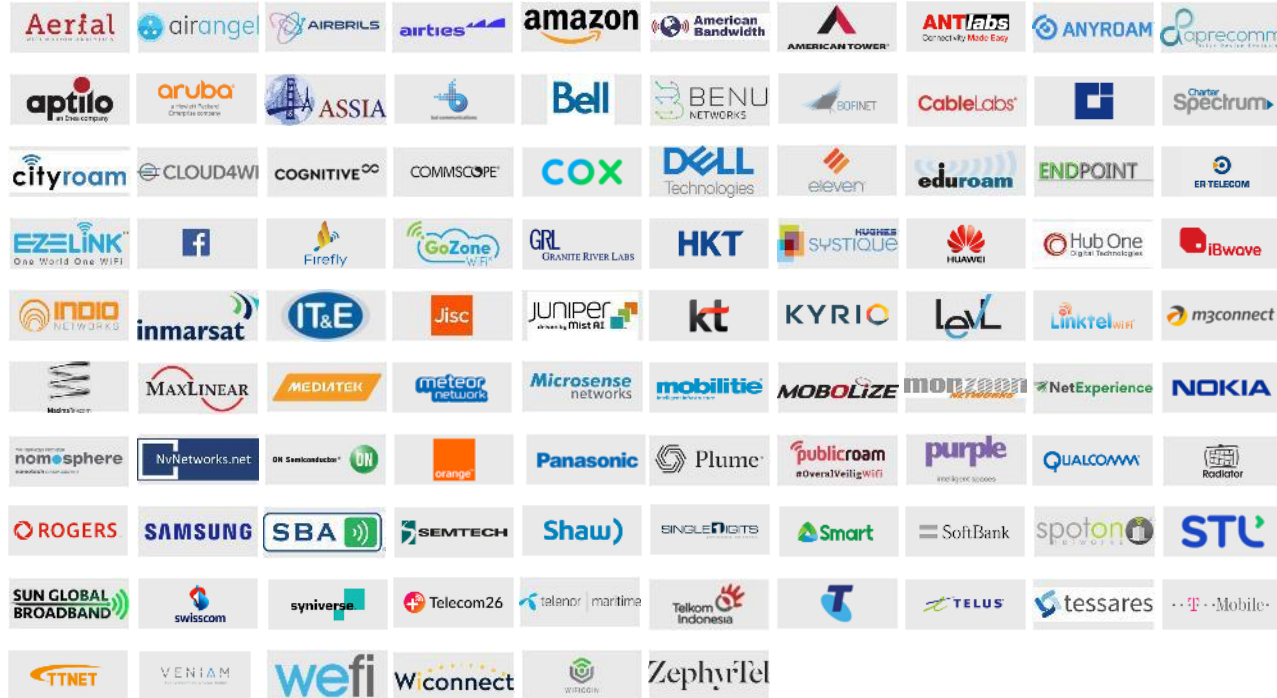 Aerial
airangel
AIRBRILS
airties
amazon
American
Bandwidth
AMERICAN TOWER®
ANTlabs
Connectivity Made Easy
ANYROAM
aprecomm
aptilo
an Enea company
aruba
a Hewlett Packard
Enterprise company
ASSIA
bai communications
Bell
BENU
NETWORKS
BOFINET
CableLabs®
Charter
Spectrum
cityroam
CLOUD4WI
COGNITIVE
COMMSCOPE®
COX
DELL
Technologies
eleven
eduroam
ENDPOINT
ER-TELECOM
EZELINK
One World One WiFi
f
Firefly
GoZone
WiFi
GRL
GRANITE RIVER LABS
HKT
HUGHES
SYSTIQUE
HUAWEI
Hub One
Digital Technologies
iBwave
INDIO
NETWORKS
inmarsat
IT&E
Jisc
JUNIPER
driven by Mist AI
kt
KYRIO
LevL
Linktel WiFi
m3connect
MAXLINEAR
MEDIATEK
meteor
network
Microsense
networks
mobilitie
intelligent infrastructure
MOBOLIZE
monzoon
NETWORKS
NetExperience
NOKIA
nomosphere
NvNetworks.net
ON Semiconductor® ON
orange™
Panasonic
Plume
publicroam
#OveralVeiligWifi
purple
intelligent spaces
QUALCOMM
Radiator
ROGERS
SAMSUNG
SBA
SEMTECH
Shaw)
SINGLEDIGITS
Smart
SoftBank
spoton
networks
STL
SUN GLOBAL
BROADBAND
swisscom
syniverse
Telecom26
telenor | maritime
Telkom
Indonesia
T
TELUS
tessares
T Mobile
TTNET
VENIAM
wefi
Wiconnect
WIFICOIN
ZephyrTel